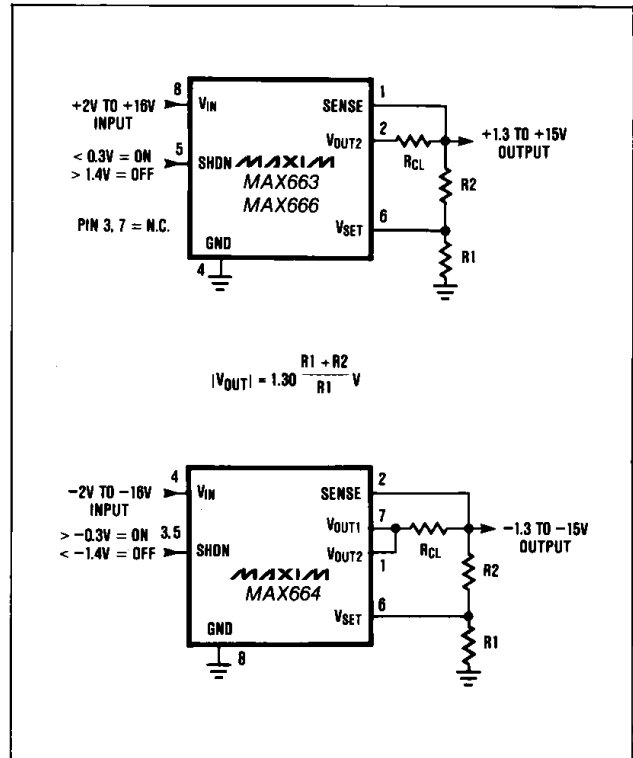 8
+2V TO +16V
INPUT
VIN
SENSE
1
VOUT2
2
RCL
+1.3 TO +15V
OUTPUT
5
< 0.3V = ON
> 1.4V = OFF
SHDN
MAXIM
MAX663
MAX666
R2
PIN 3, 7 = N.C.
VSET
6
R1
GND
4
|VOUT| = 1.30 R1 + R2 / R1 V
4
-2V TO -16V
INPUT
VIN
SENSE
2
3.5
> -0.3V = ON
< -1.4V = OFF
SHDN
VOUT1
7
VOUT2
1
RCL
-1.3 TO -15V
OUTPUT
MAXIM
MAX664
R2
VSET
6
R1
GND
8